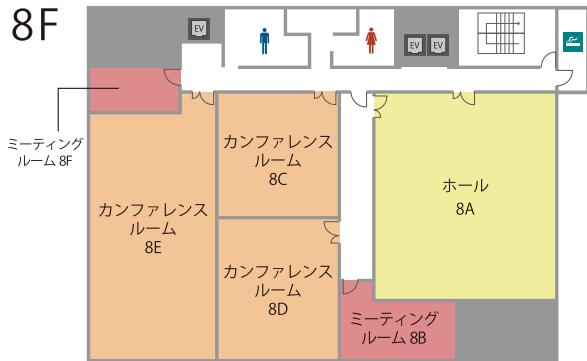 8F
EV
EV
EV
ミーティング
ルーム 8F
カンファレンス
ルーム
8C
ホール
8A
カンファレンス
ルーム
8E
カンファレンス
ルーム
8D
ミーティング
ルーム 8B